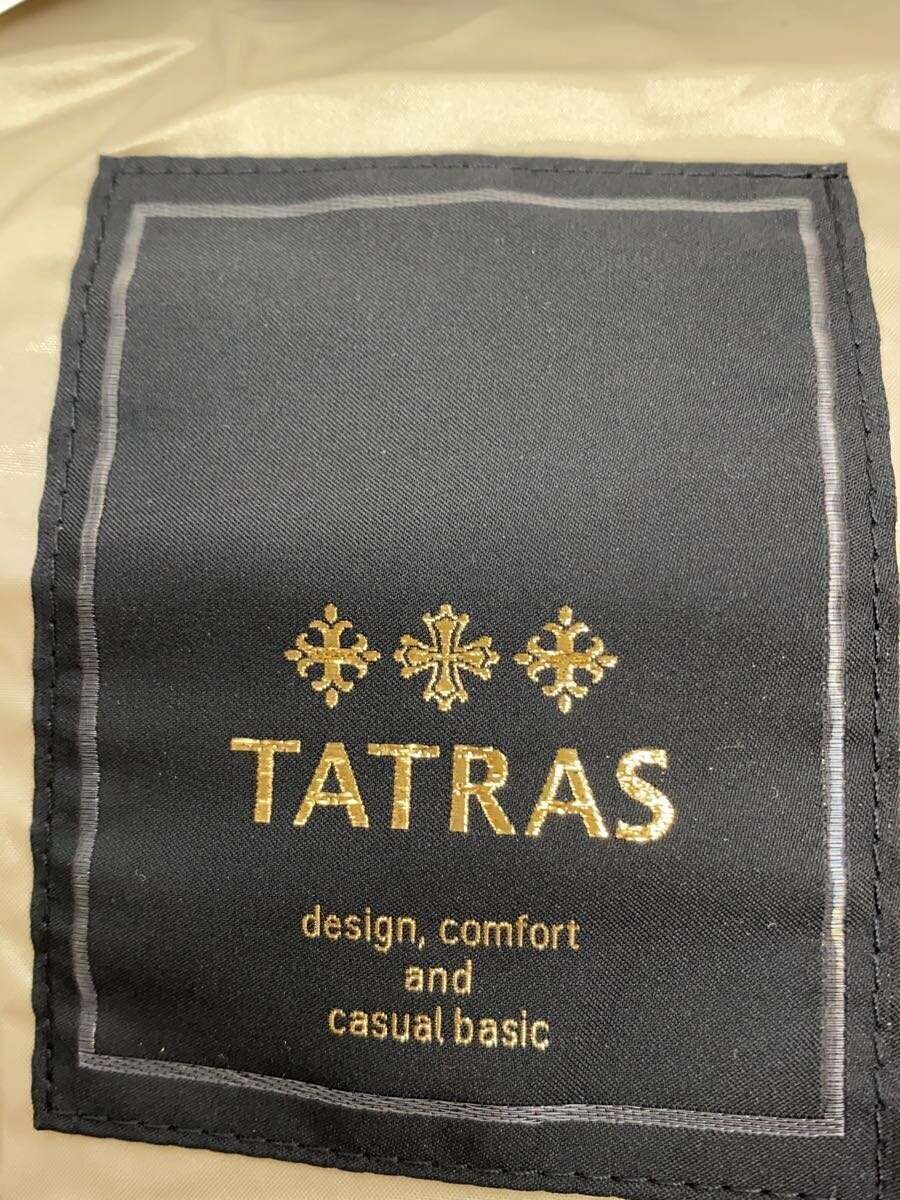 TATRAS
design, comfort
and
casual basic